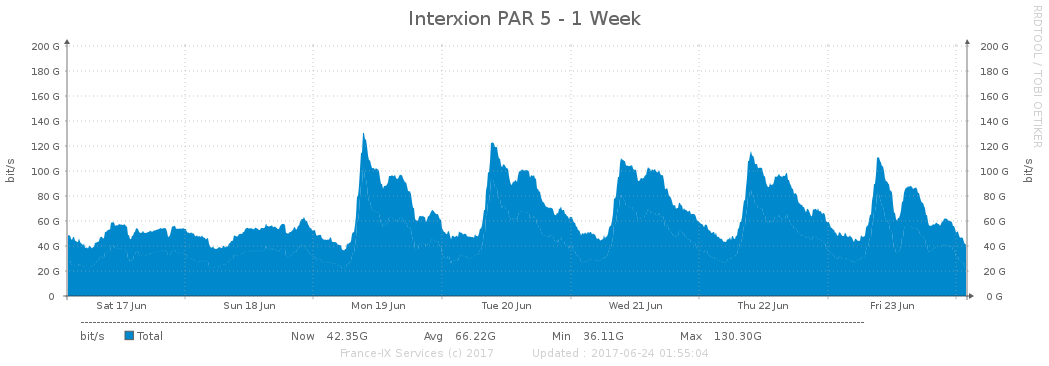 Interxion PAR 5 - 1 Week
RRDTOOL / TOBI OETIKER
bit/s
bit/s
200 G 200 G
180 G 180 G
160 G 160 G
140 G 140 G
120 G 120 G
100 G 100 G
80 G 80 G
60 G 60 G
40 G 40 G
20 G 20 G
0 0 G
Sat 17 Jun Sun 18 Jun Mon 19 Jun Tue 20 Jun Wed 21 Jun Thu 22 Jun Fri 23 Jun
bit/s Total Now 42.35G Avg 66.22G Min 36.11G Max 130.30G
France-IX Services (c) 2017 Updated : 2017-06-24 01:55:04